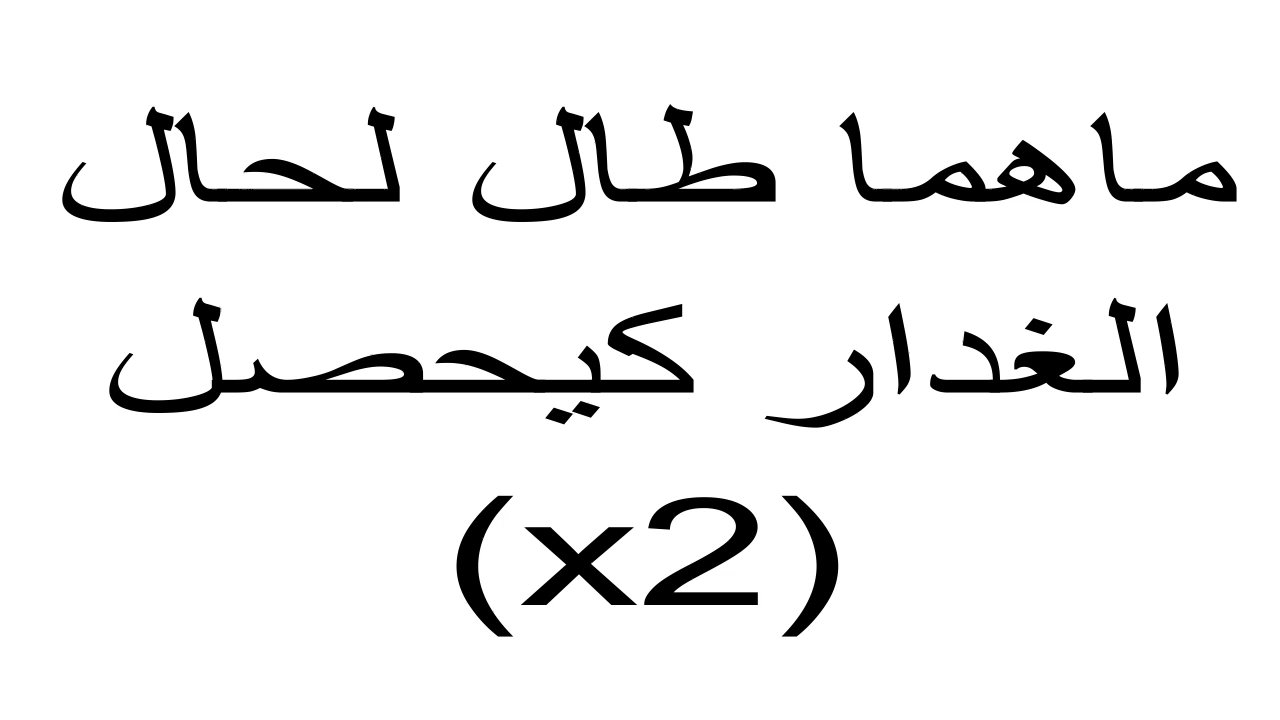 ماهما طال لحال
الغدار كيحصل
(x2)